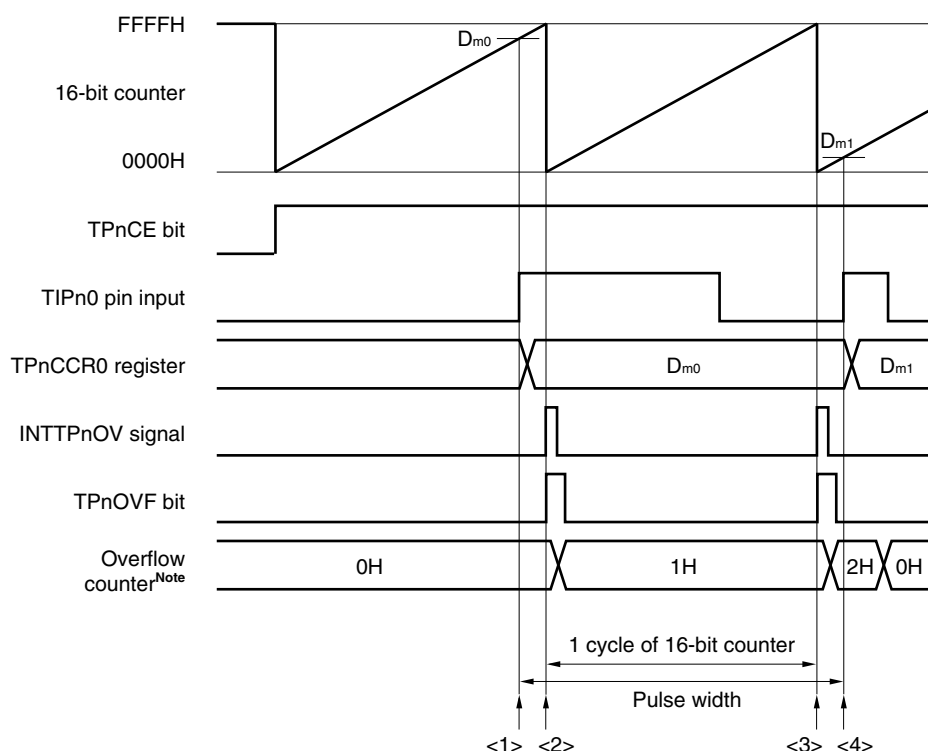 FFFFH
Dm0
16-bit counter
0000H
Dm1
TPnCE bit
TIPn0 pin input
TPnCCR0 register
Dm0
Dm1
INTTPnOV signal
TPnOVF bit
Overflow
counterNote
0H
1H
2H
0H
1 cycle of 16-bit counter
Pulse width
<1> <2> <3> <4>